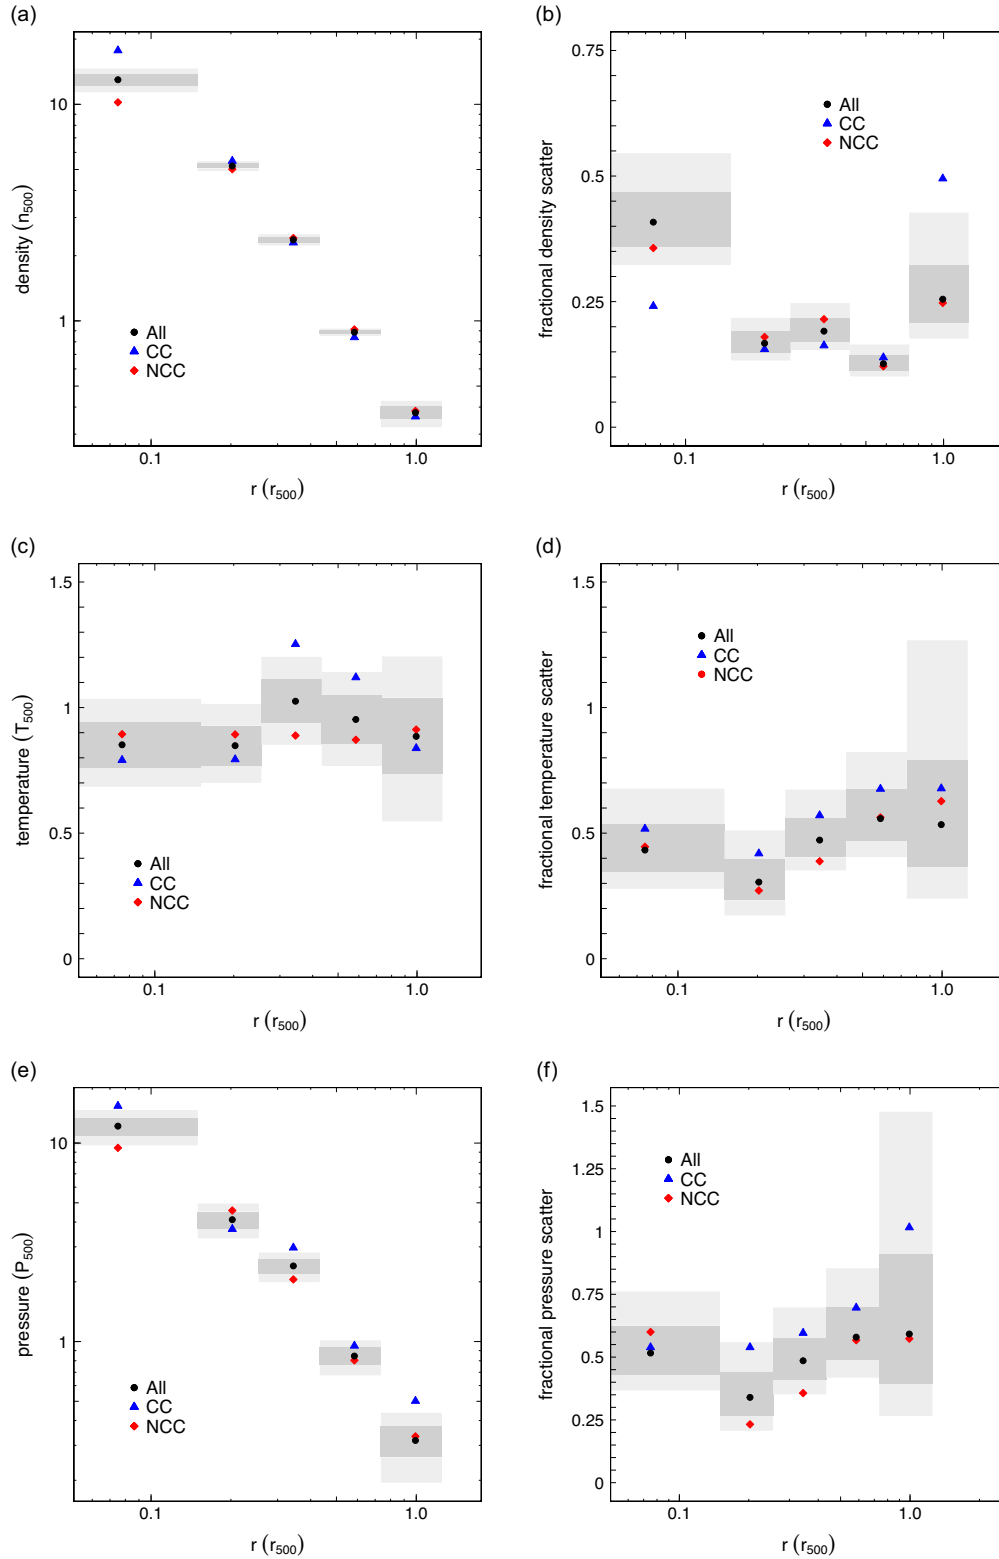 (a)
density (n500)
10
1
All
CC
NCC
0.1
1.0
r (r500)
(b)
fractional density scatter
0.75
0.5
0.25
0
All
CC
NCC
0.1
1.0
r (r500)
(c)
temperature (T500)
1.5
1
0.5
0
All
CC
NCC
0.1
1.0
r (r500)
(d)
fractional temperature scatter
1.5
1
0.5
0
All
CC
NCC
0.1
1.0
r (r500)
(e)
pressure (P500)
10
1
All
CC
NCC
0.1
1.0
r (r500)
(f)
fractional pressure scatter
1.5
1.25
1
0.75
0.5
0.25
0
All
CC
NCC
0.1
1.0
r (r500)